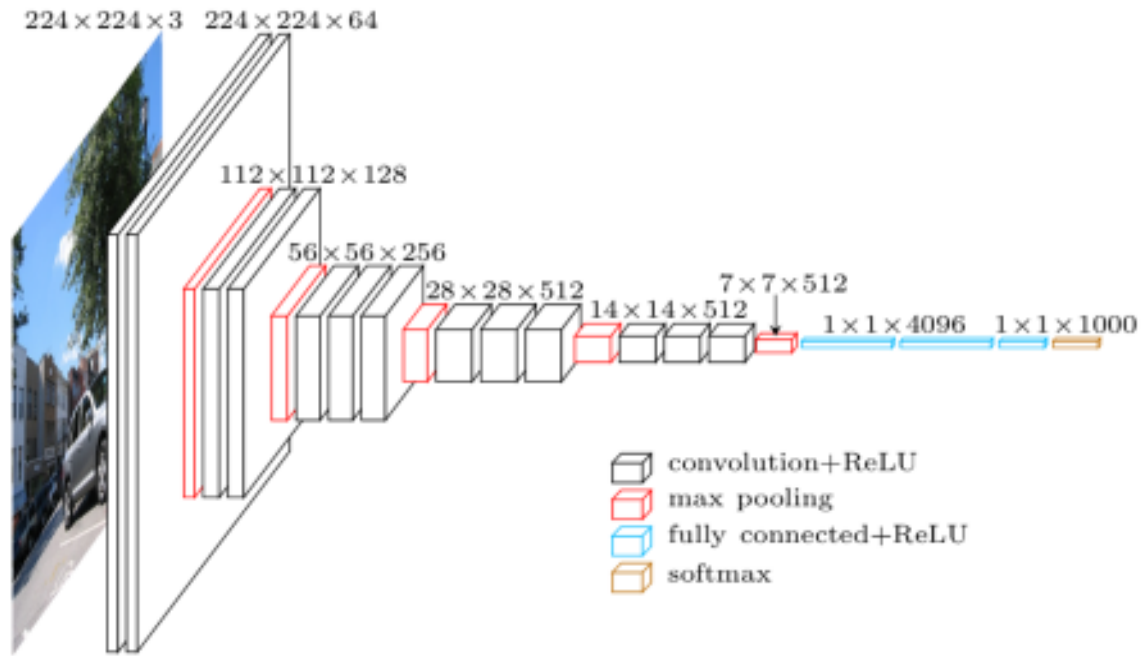 224×224×3
224×224×64
112×112×128
56×56×256
28×28×512
14×14×512
7×7×512
1×1×4096
1×1×1000
convolution+ReLU
max pooling
fully connected+ReLU
softmax